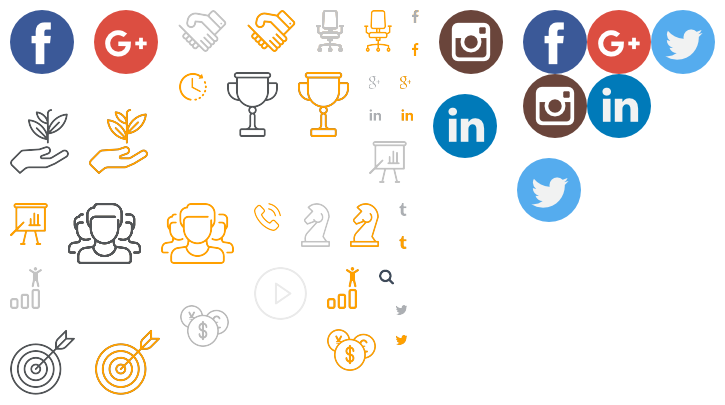 f G+ f f G+
f
g+ g+
in in in in
t
t
¥ $ € ¥ $ €